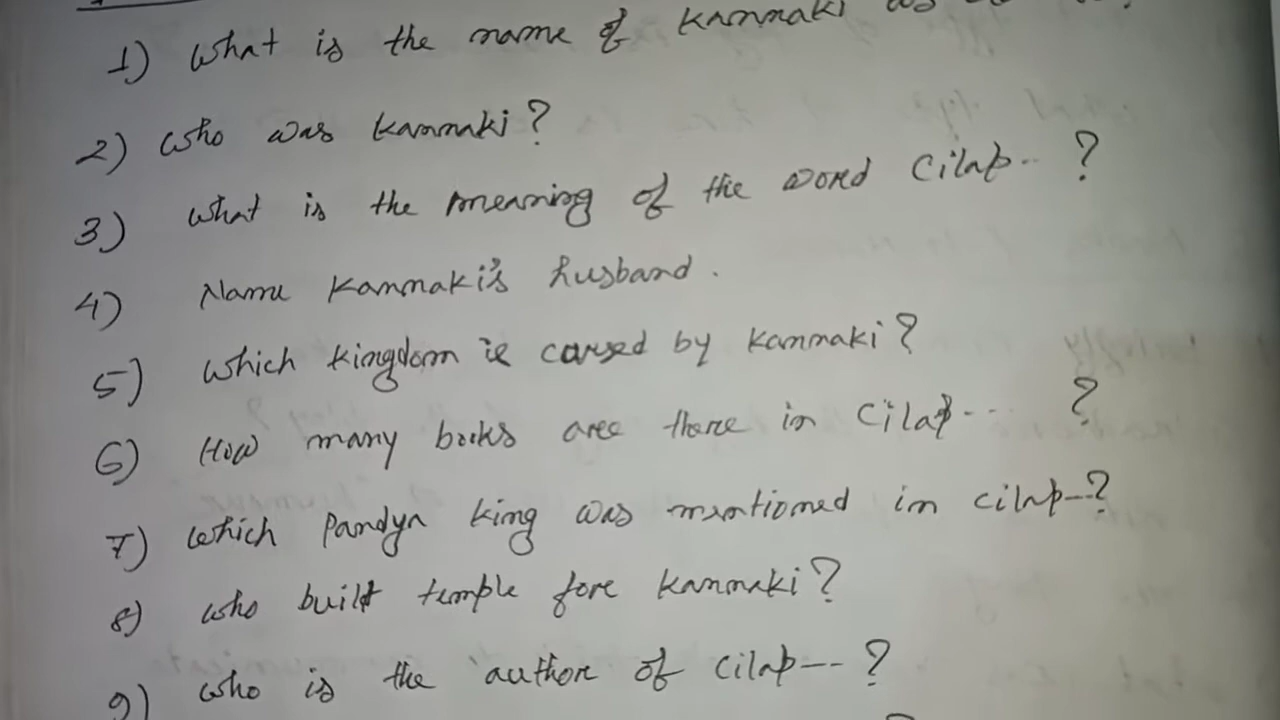 1) What is the name of Kannaki
2) Who was Kannaki?
3) What is the meaning of the word Cilap-- ?
4) Name Kannaki's husband.
5) Which kingdom is caused by Kannaki?
6) How many books are there in Cilap--- ?
7) Which Pandya king was mentioned in Cilap--?
8) Who built temple fore Kannaki?
9) Who is the author of Cilap--- ?